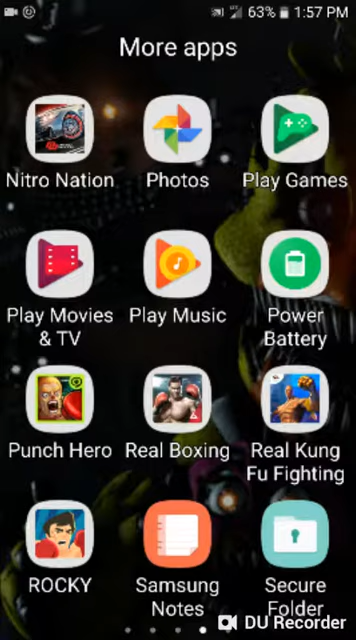 63% 1:57 PM
More apps
Nitro Nation
Photos
Play Games
Play Movies
& TV
Play Music
Power
Battery
Punch Hero
Real Boxing
Real Kung
Fu Fighting
ROCKY
Samsung
Notes
Secure
Folder
DU Recorder